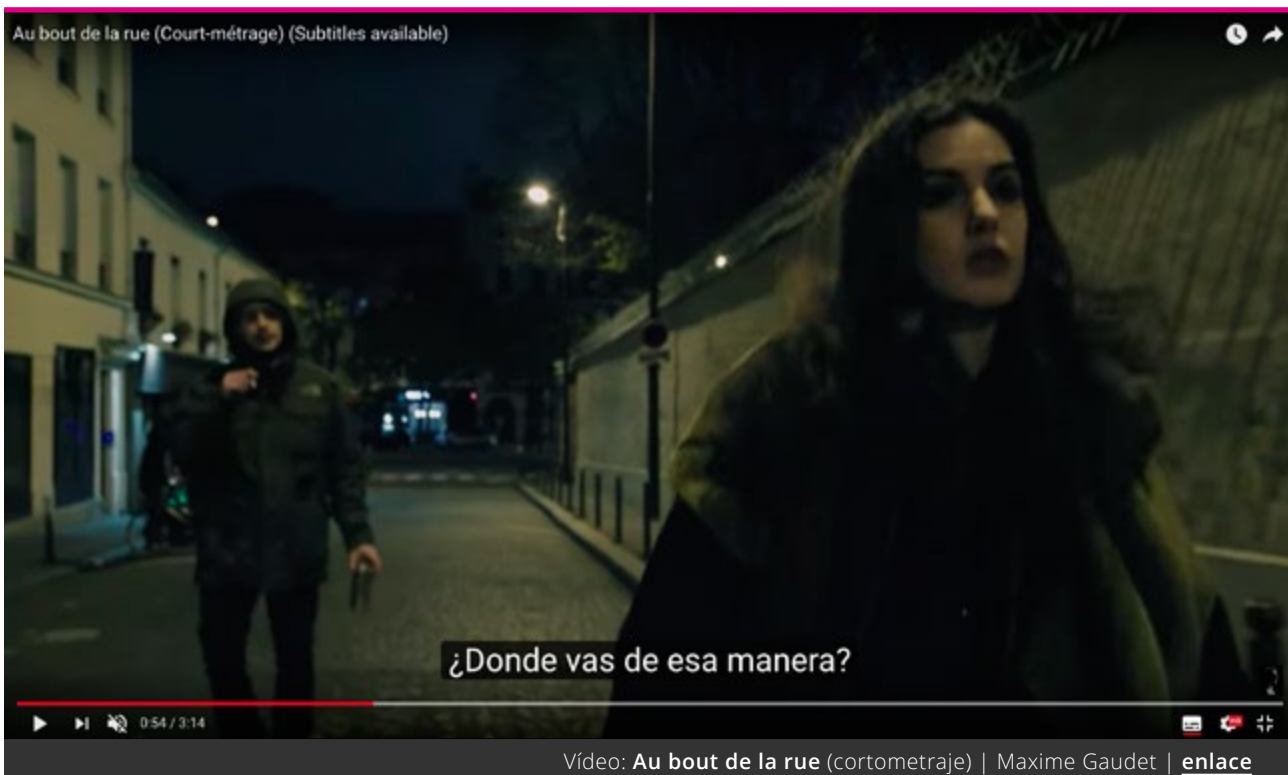 Au bout de la rue (Court-métrage) (Subtitles available)
¿Donde vas de esa manera?
0:54 / 3:14
Vídeo: Au bout de la rue (cortometraje) | Maxime Gaudet | enlace